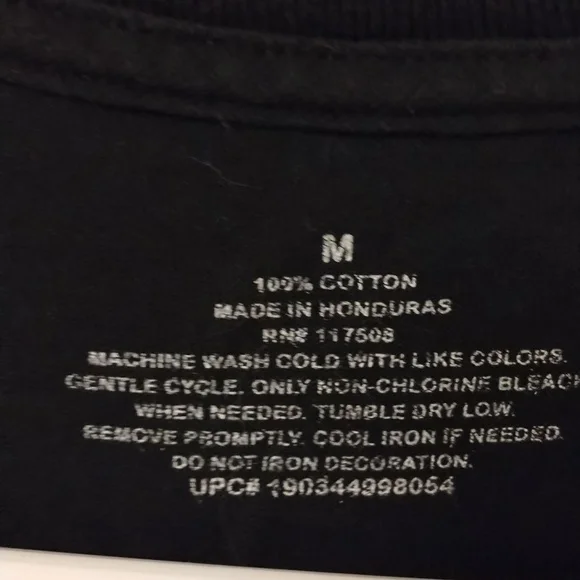 M
100% COTTON
MADE IN HONDURAS
RN# 117508
MACHINE WASH COLD WITH LIKE COLORS.
GENTLE CYCLE. ONLY NON-CHLORINE BLEACH
WHEN NEEDED. TUMBLE DRY LOW.
REMOVE PROMPTLY. COOL IRON IF NEEDED.
DO NOT IRON DECORATION.
UPC# 190344998054